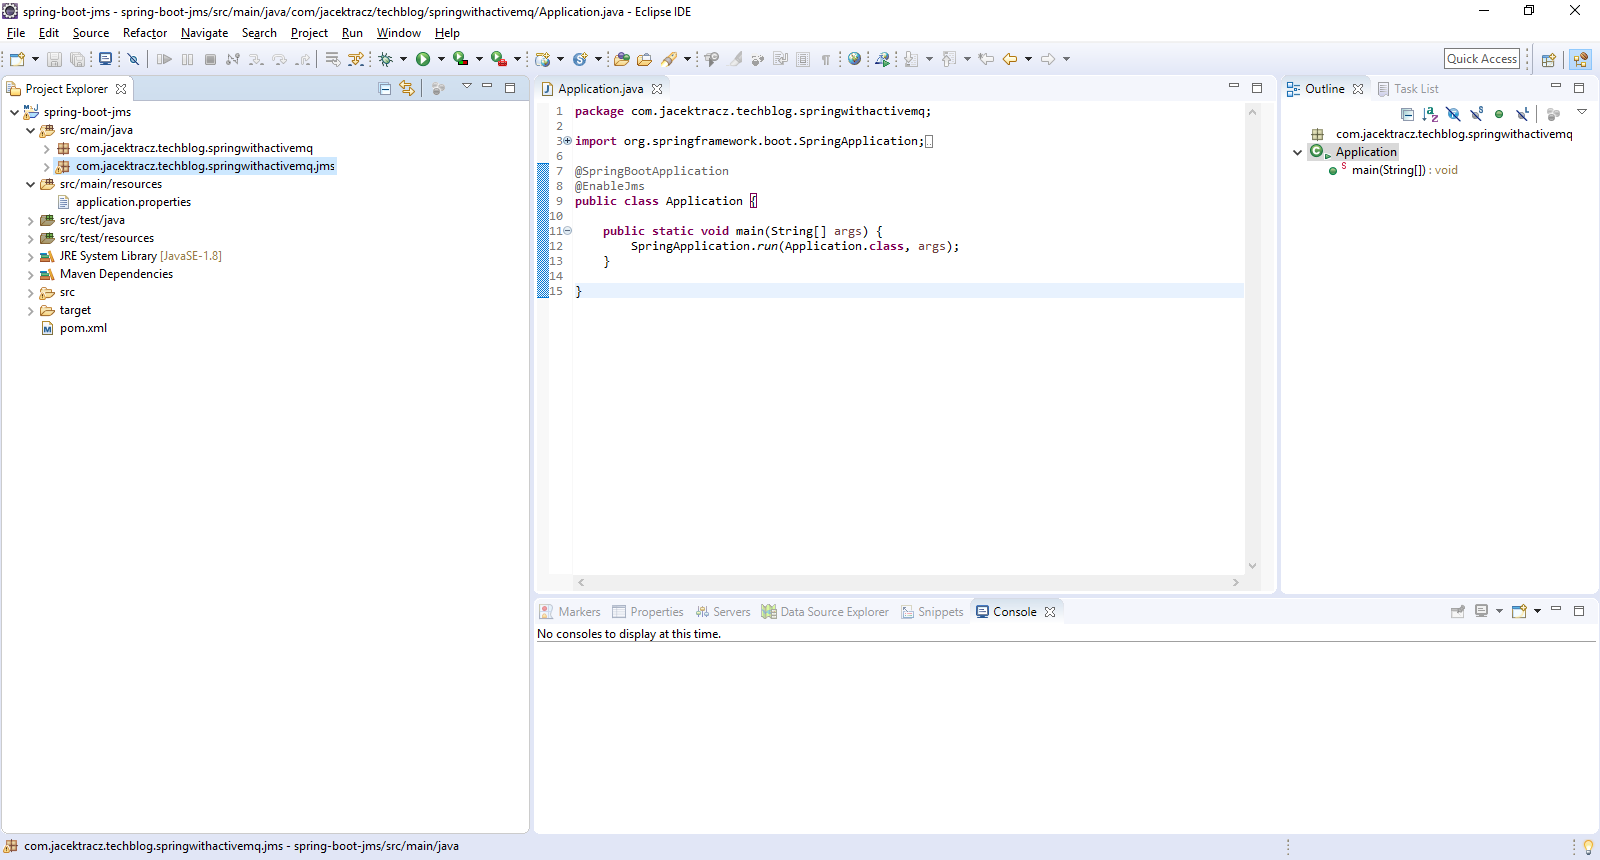 spring-boot-jms - spring-boot-jms/src/main/java/com/jacektracz/techblog/springwithactivemq/Application.java - Eclipse IDE
File Edit Source Refactor Navigate Search Project Run Window Help
Quick Access
Project Explorer
spring-boot-jms
src/main/java
com.jacektracz.techblog.springwithactivemq
com.jacektracz.techblog.springwithactivemq.jms
src/main/resources
application.properties
src/test/java
src/test/resources
JRE System Library [JavaSE-1.8]
Maven Dependencies
src
target
pom.xml
Application.java
1 package com.jacektracz.techblog.springwithactivemq;
2
3 import org.springframework.boot.SpringApplication;
6
7 @SpringBootApplication
8 @EnableJms
9 public class Application {
10
11 public static void main(String[] args) {
12 SpringApplication.run(Application.class, args);
13 }
14
15 }
Outline Task List
com.jacektracz.techblog.springwithactivemq
Application
main(String[]) : void
Markers Properties Servers Data Source Explorer Snippets Console
No consoles to display at this time.
com.jacektracz.techblog.springwithactivemq.jms - spring-boot-jms/src/main/java